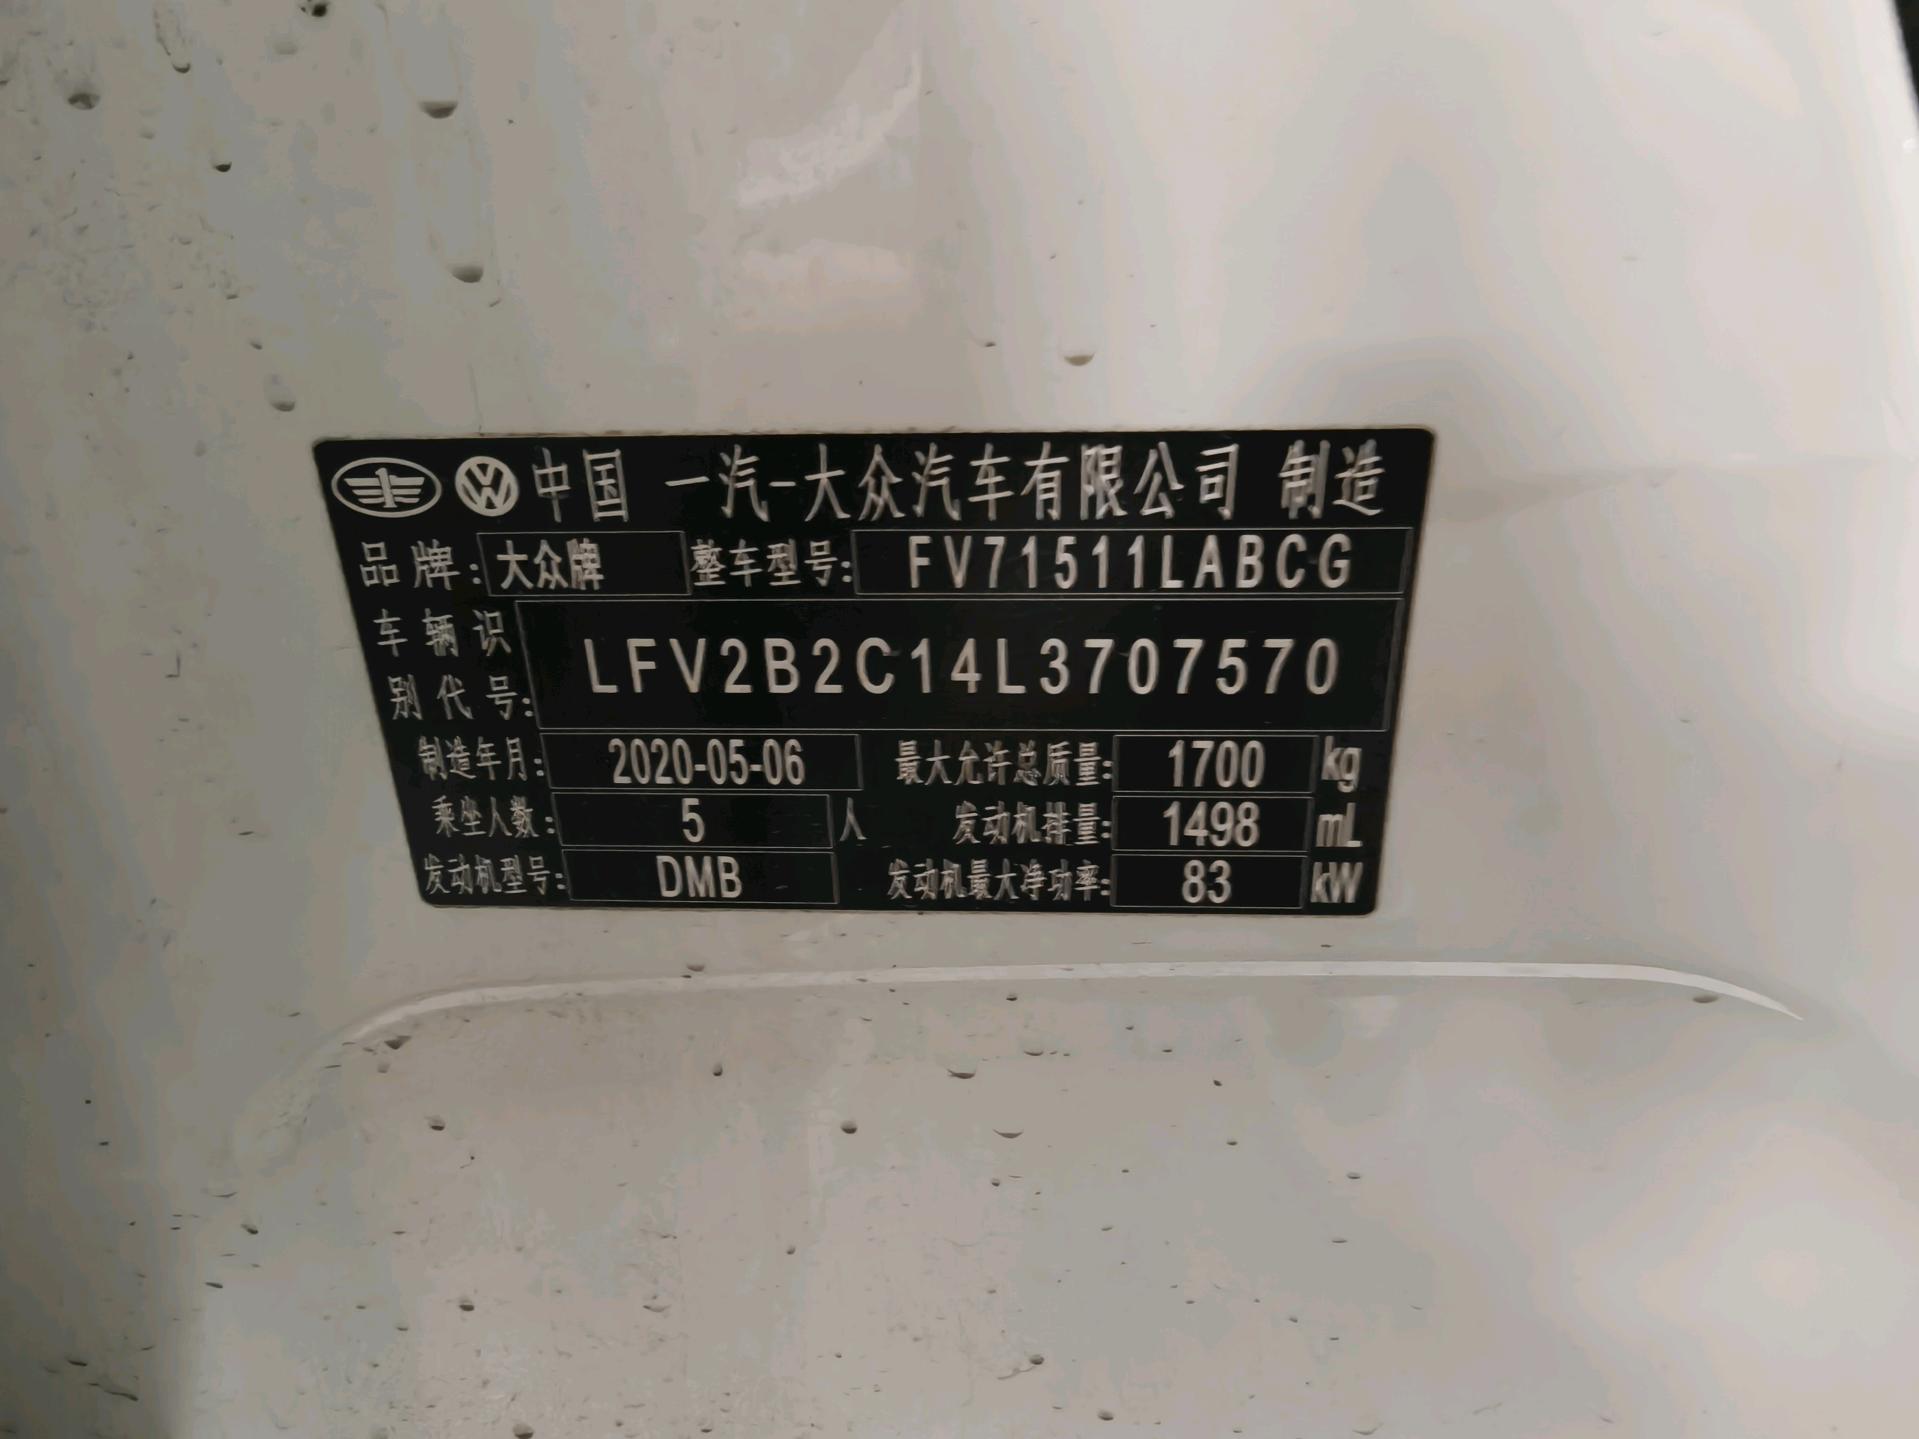 中国 一汽-大众汽车有限公司 制造
品牌: 大众牌 整车型号: FV71511LABCG
车辆识别代号: LFV2B2C14L3707570
制造年月: 2020-05-06 最大允许总质量: 1700 kg
乘坐人数: 5 人 发动机排量: 1498 mL
发动机型号: DMB 发动机最大净功率: 83 kW